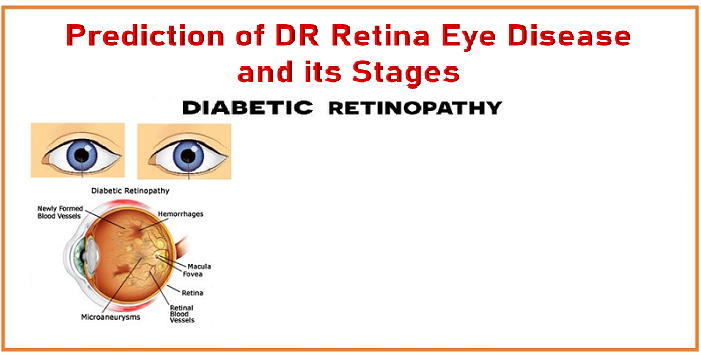 Prediction of DR Retina Eye Disease
and its Stages
DIABETIC RETINOPATHY
Diabetic Retinopathy
Newly Formed
Blood Vessels
Hemorrhages
Macula
Fovea
Retina
Retinal
Blood
Vessels
Microaneurysms